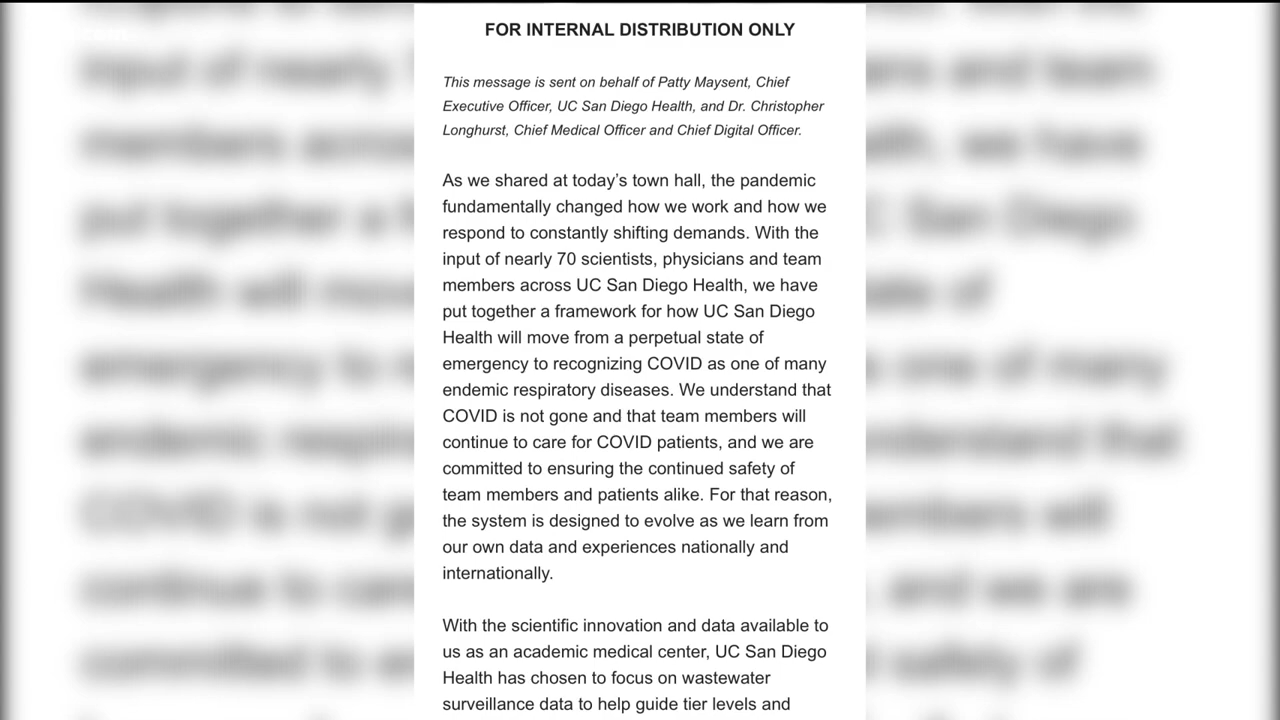 FOR INTERNAL DISTRIBUTION ONLY
This message is sent on behalf of Patty Maysent, Chief
Executive Officer, UC San Diego Health, and Dr. Christopher
Longhurst, Chief Medical Officer and Chief Digital Officer.
As we shared at today’s town hall, the pandemic
fundamentally changed how we work and how we
respond to constantly shifting demands. With the
input of nearly 70 scientists, physicians and team
members across UC San Diego Health, we have
put together a framework for how UC San Diego
Health will move from a perpetual state of
emergency to recognizing COVID as one of many
endemic respiratory diseases. We understand that
COVID is not gone and that team members will
continue to care for COVID patients, and we are
committed to ensuring the continued safety of
team members and patients alike. For that reason,
the system is designed to evolve as we learn from
our own data and experiences nationally and
internationally.
With the scientific innovation and data available to
us as an academic medical center, UC San Diego
Health has chosen to focus on wastewater
surveillance data to help guide tier levels and